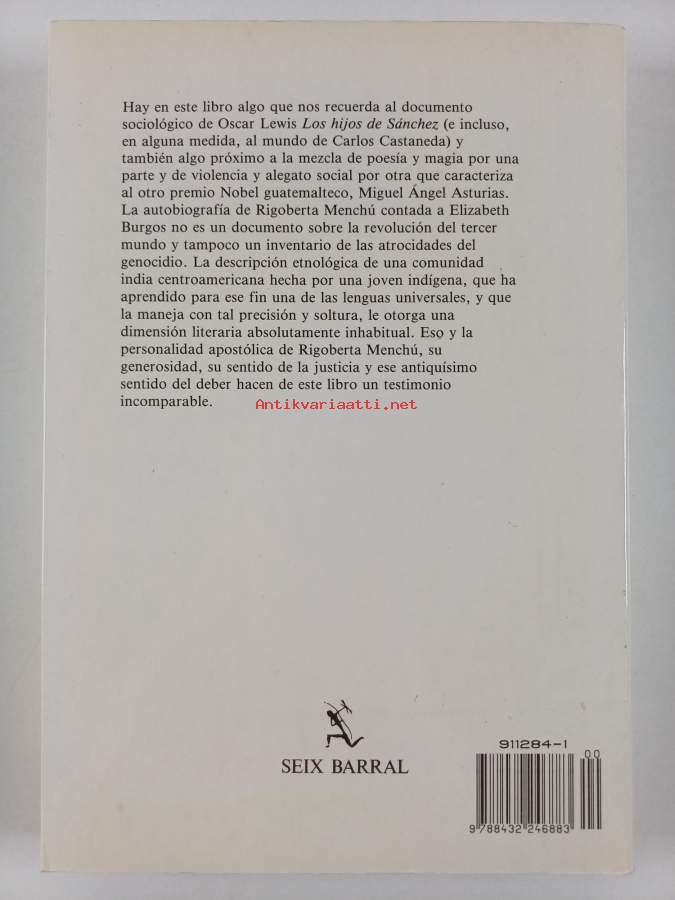 Hay en este libro algo que nos recuerda al documento
sociológico de Oscar Lewis Los hijos de Sánchez (e incluso,
en alguna medida, al mundo de Carlos Castaneda) y
también algo próximo a la mezcla de poesía y magia por una
parte y de violencia y alegato social por otra que caracteriza
al otro premio Nobel guatemalteco, Miguel Ángel Asturias.
La autobiografía de Rigoberta Menchú contada a Elizabeth
Burgos no es un documento sobre la revolución del tercer
mundo y tampoco un inventario de las atrocidades del
genocidio. La descripción etnológica de una comunidad
india centroamericana hecha por una joven indígena, que ha
aprendido para ese fin una de las lenguas universales, y que
la maneja con tal precisión y soltura, le otorga una
dimensión literaria absolutamente inhabitual. Eso y la
personalidad apostólica de Rigoberta Menchú, su
generosidad, su sentido de la justicia y ese antiquísimo
sentido del deber hacen de este libro un testimonio
incomparable.
Antikvariaatti.net
SEIX BARRAL
911284-1
00
9 788432 246883